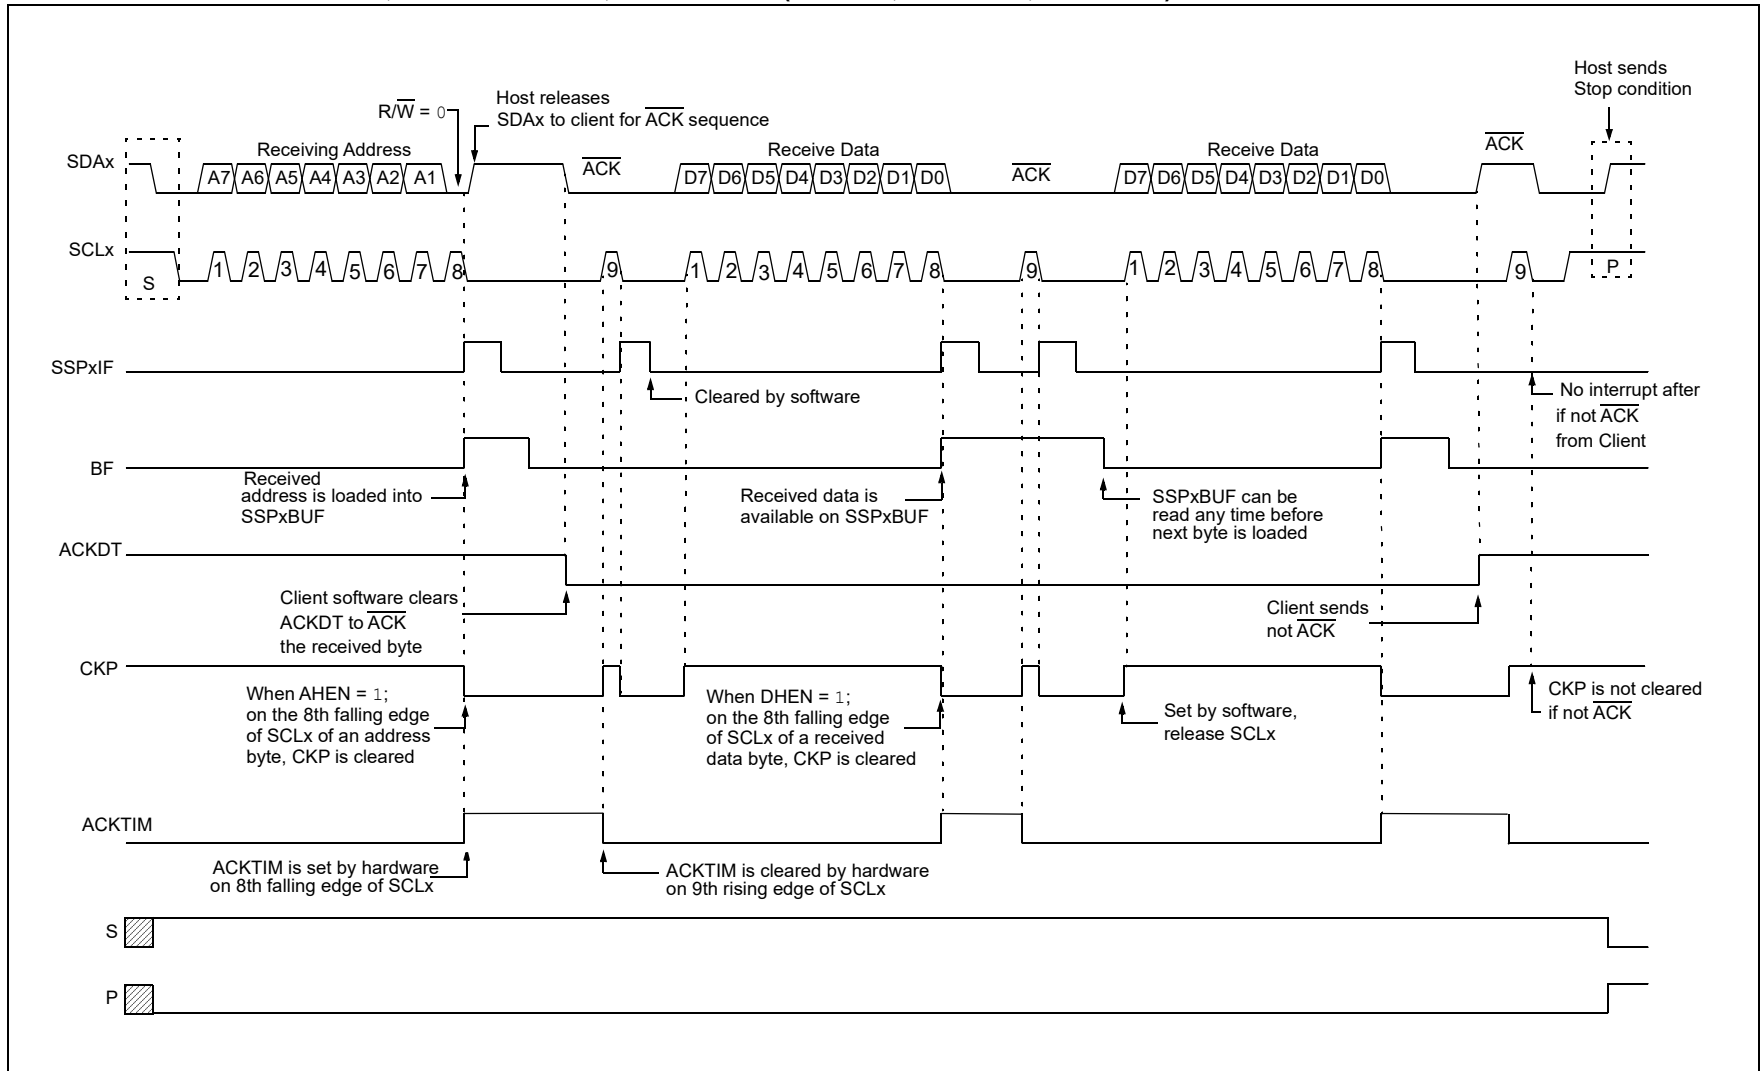 Host sends
Stop condition
R/W̅ = 0
Host releases
SDAx to client for A̅C̅K̅ sequence
SDAx
Receiving Address
A7 A6 A5 A4 A3 A2 A1
A̅C̅K̅
Receive Data
D7 D6 D5 D4 D3 D2 D1 D0
A̅C̅K̅
Receive Data
D7 D6 D5 D4 D3 D2 D1 D0
A̅C̅K̅
SCLx
S
1 2 3 4 5 6 7 8
9
1 2 3 4 5 6 7 8
9
1 2 3 4 5 6 7 8
9
P
SSPxIF
Cleared by software
No interrupt after
if not A̅C̅K̅
from Client
BF
Received
address is loaded into
SSPxBUF
Received data is
available on SSPxBUF
SSPxBUF can be
read any time before
next byte is loaded
ACKDT
Client software clears
ACKDT to A̅C̅K̅
the received byte
Client sends
not A̅C̅K̅
CKP
When AHEN = 1;
on the 8th falling edge
of SCLx of an address
byte, CKP is cleared
When DHEN = 1;
on the 8th falling edge
of SCLx of a received
data byte, CKP is cleared
Set by software,
release SCLx
CKP is not cleared
if not A̅C̅K̅
ACKTIM
ACKTIM is set by hardware
on 8th falling edge of SCLx
ACKTIM is cleared by hardware
on 9th rising edge of SCLx
S
P